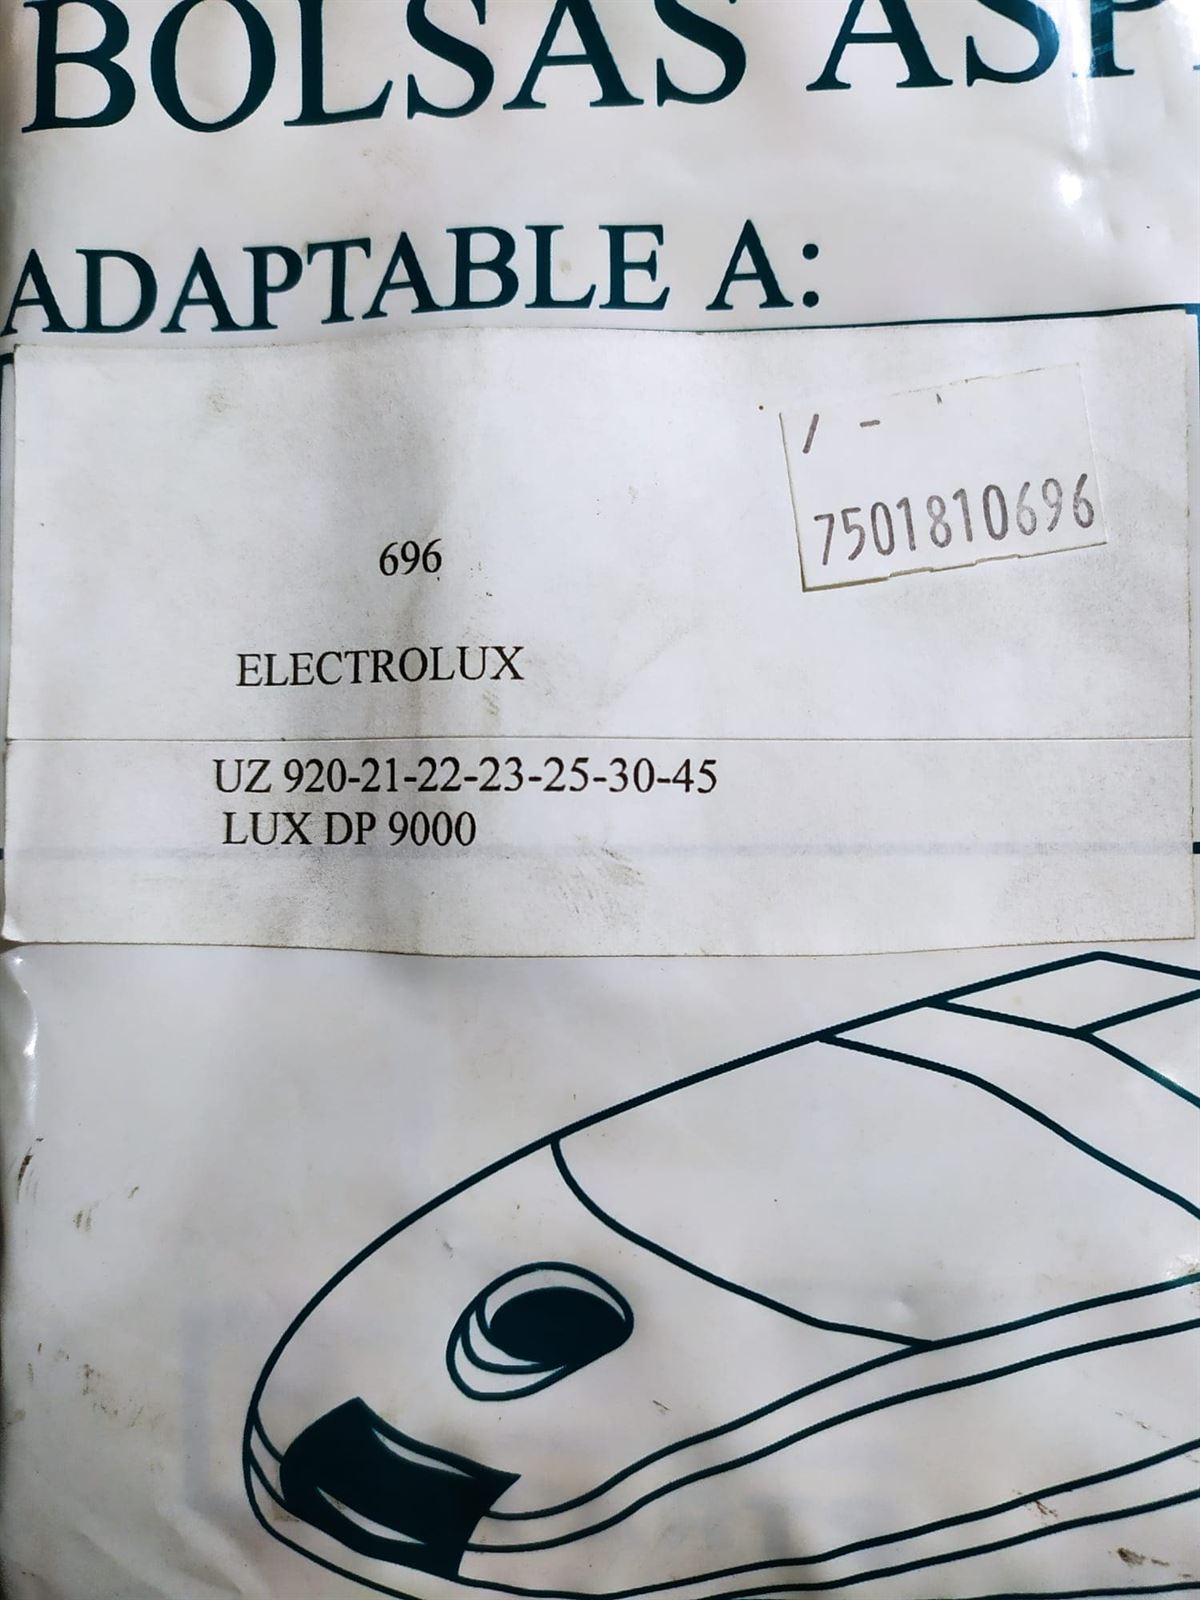 BOLSAS ASP
ADAPTABLE A:
7501810696
696
ELECTROLUX
UZ 920-21-22-23-25-30-45
LUX DP 9000